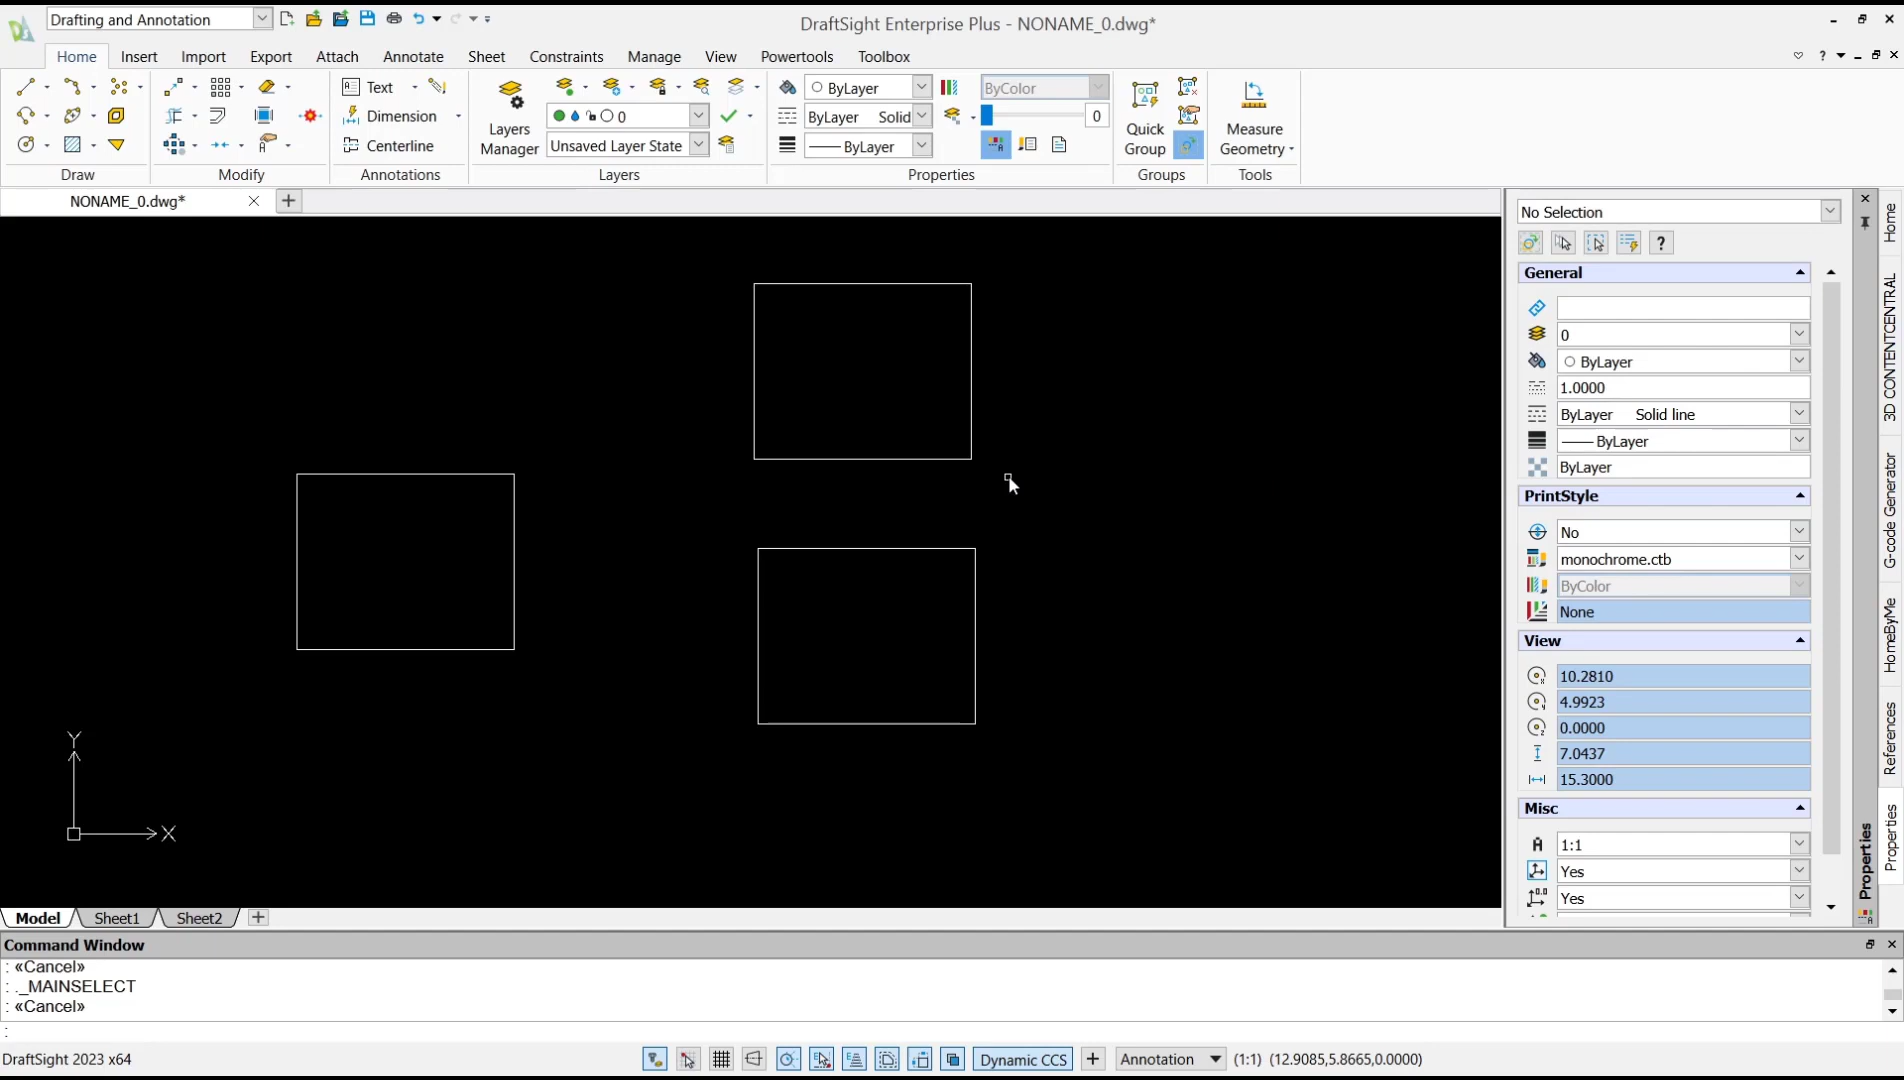 Drafting and Annotation
DraftSight Enterprise Plus - NONAME_0.dwg*
Home Insert Import Export Attach Annotate Sheet Constraints Manage View Powertools Toolbox
Text
Dimension
Centerline
Layers Manager
0
Unsaved Layer State
ByLayer
ByLayer Solid
ByLayer
ByColor
0
Quick Group
Measure Geometry
Draw Modify Annotations Layers Properties Groups Tools
NONAME_0.dwg*
Y
X
No Selection
?
General
0
ByLayer
1.0000
ByLayer Solid line
ByLayer
ByLayer
PrintStyle
No
monochrome.ctb
ByColor
None
View
10.2810
4.9923
0.0000
7.0437
15.3000
Misc
1:1
Yes
Yes
Properties
Home
3D CONTENTCENTRAL
G-code Generator
HomeByMe
References
Properties
Model Sheet1 Sheet2
Command Window
: «Cancel»
: ._MAINSELECT
: «Cancel»
:
DraftSight 2023 x64
Dynamic CCS
Annotation
(1:1) (12.9085,5.8665,0.0000)